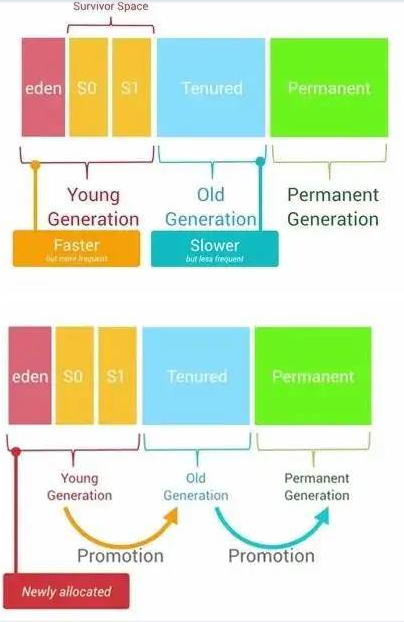 Survivor Space
eden S0 S1 Tenured Permanent
Young
Generation
Old
Generation
Permanent
Generation
Faster
but more frequent
Slower
but less frequent
eden S0 S1 Tenured Permanent
Young
Generation
Old
Generation
Permanent
Generation
Promotion
Promotion
Newly allocated